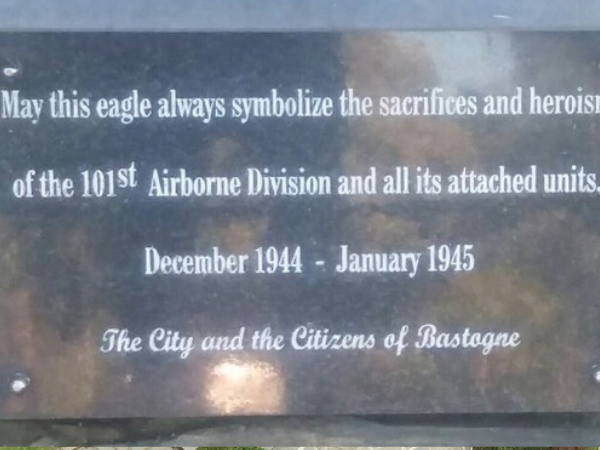 May this eagle always symbolize the sacrifices and herois
of the 101st Airborne Division and all its attached units.
December 1944 - January 1945
The City and the Citizens of Bastogne